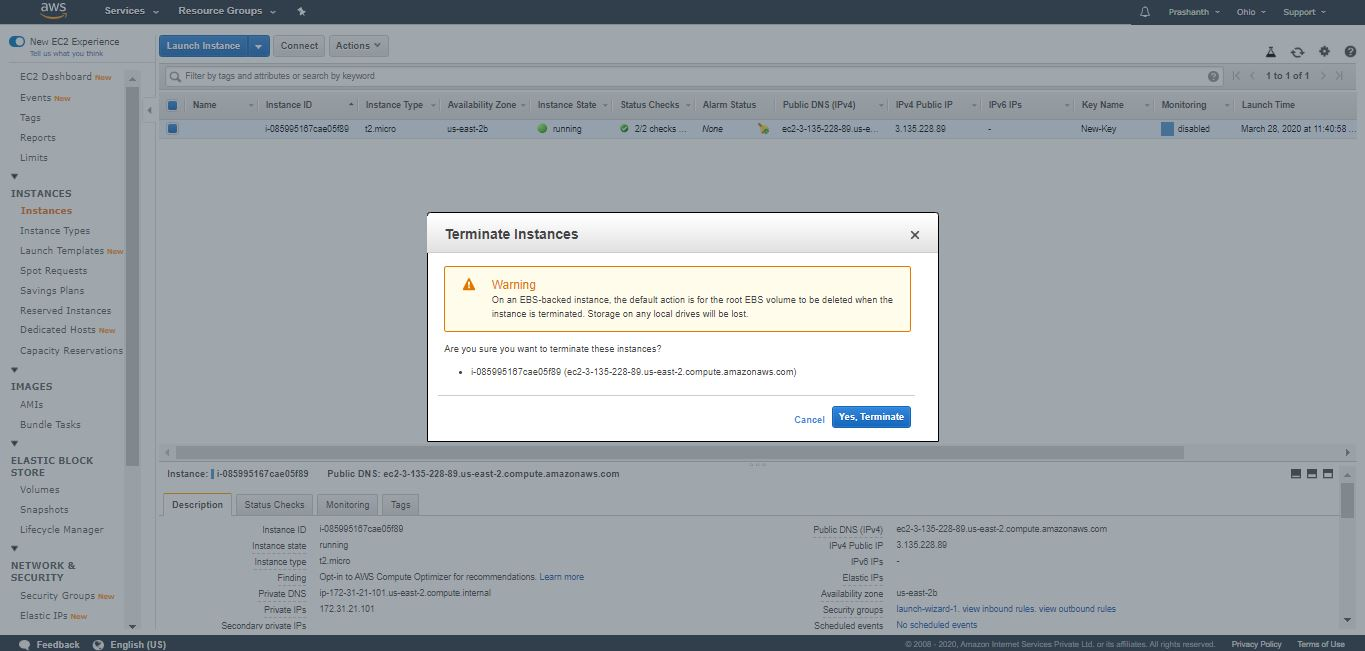 aws
Services
Resource Groups
Prashanth
Ohio
Support
New EC2 Experience
Tell us what you think
EC2 Dashboard New
Events New
Tags
Reports
Limits
INSTANCES
Instances
Instance Types
Launch Templates New
Spot Requests
Savings Plans
Reserved Instances
Dedicated Hosts New
Capacity Reservations
IMAGES
AMIs
Bundle Tasks
ELASTIC BLOCK
STORE
Volumes
Snapshots
Lifecycle Manager
NETWORK &
SECURITY
Security Groups New
Elastic IPs New
Launch Instance
Connect
Actions
Filter by tags and attributes or search by keyword
1 to 1 of 1
Name Instance ID Instance Type Availability Zone Instance State Status Checks Alarm Status Public DNS (IPv4) IPv4 Public IP IPv6 IPs Key Name Monitoring Launch Time
i-085995167cae05f89 t2.micro us-east-2b running 2/2 checks ... None ec2-3-135-228-89.us-e... 3.135.228.89 - New-Key disabled March 28, 2020 at 11:40:58 ...
Terminate Instances
Warning
On an EBS-backed instance, the default action is for the root EBS volume to be deleted when the
instance is terminated. Storage on any local drives will be lost.
Are you sure you want to terminate these instances?
• i-085995167cae05f89 (ec2-3-135-228-89.us-east-2.compute.amazonaws.com)
Cancel
Yes, Terminate
Instance: i-085995167cae05f89 Public DNS: ec2-3-135-228-89.us-east-2.compute.amazonaws.com
Description
Status Checks
Monitoring
Tags
Instance ID i-085995167cae05f89
Instance state running
Instance type t2.micro
Finding Opt-in to AWS Compute Optimizer for recommendations. Learn more
Private DNS ip-172-31-21-101.us-east-2.compute.internal
Private IPs 172.31.21.101
Secondary private IPs
Public DNS (IPv4) ec2-3-135-228-89.us-east-2.compute.amazonaws.com
IPv4 Public IP 3.135.228.89
IPv6 IPs -
Elastic IPs
Availability zone us-east-2b
Security groups launch-wizard-1. view inbound rules. view outbound rules
Scheduled events No scheduled events
Feedback
English (US)
© 2008 - 2020, Amazon Internet Services Private Ltd. or its affiliates. All rights reserved.
Privacy Policy
Terms of Use